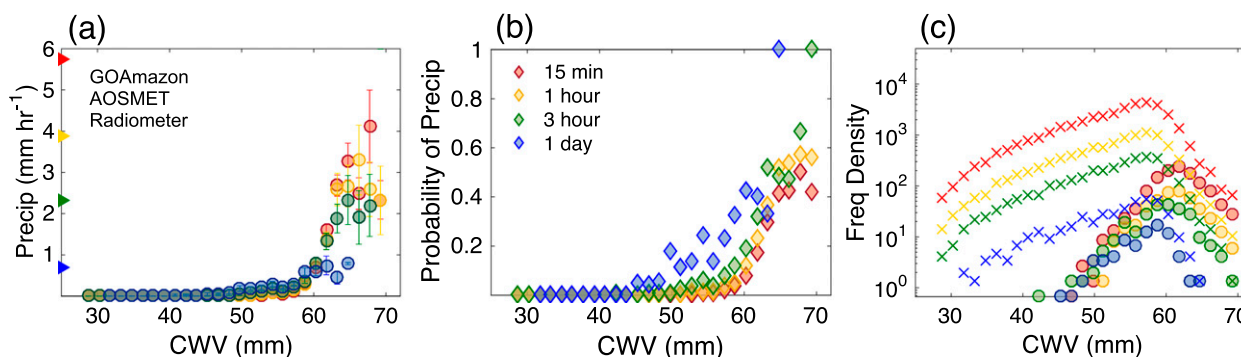 (a)
6
5
4
3
2
1
Precip (mm hr⁻¹)
GOAmazon
AOSMET
Radiometer
30 40 50 60 70
CWV (mm)
(b)
1
0.8
0.6
0.4
0.2
Probability of Precip
15 min
1 hour
3 hour
1 day
30 40 50 60 70
CWV (mm)
(c)
10⁴
10³
10²
10¹
10⁰
Freq Density
30 40 50 60 70
CWV (mm)